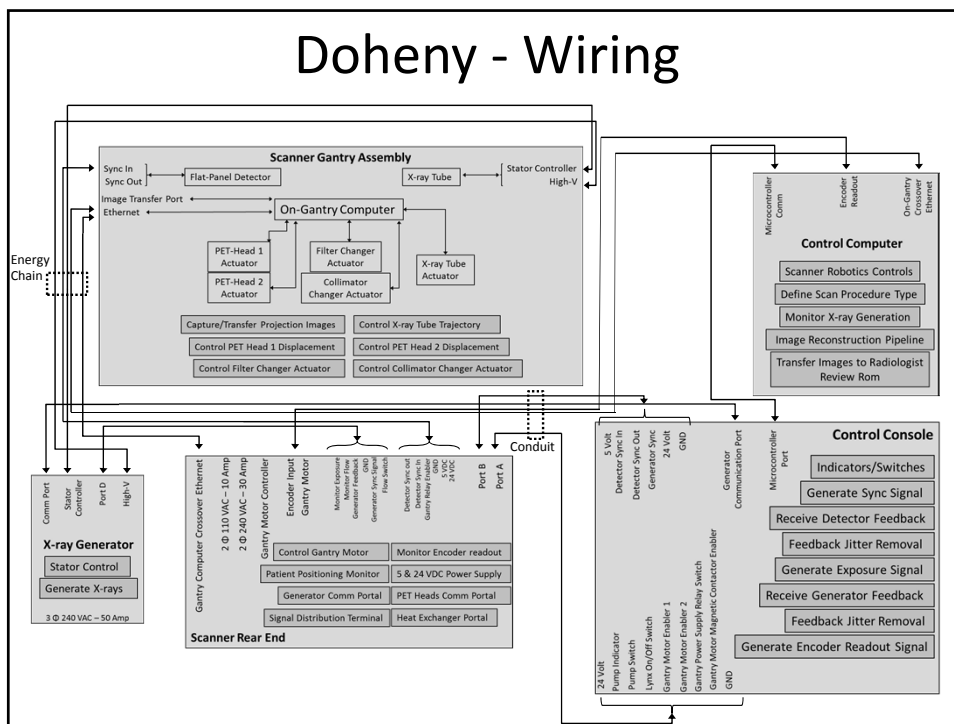 Doheny - Wiring
Scanner Gantry Assembly
Sync In
Sync Out
Flat-Panel Detector
X-ray Tube
Stator Controller
High-V
Image Transfer Port
Ethernet
On-Gantry Computer
PET-Head 1
Actuator
PET-Head 2
Actuator
Filter Changer
Actuator
Collimator
Changer Actuator
X-ray Tube
Actuator
Capture/Transfer Projection Images
Control X-ray Tube Trajectory
Control PET Head 1 Displacement
Control PET Head 2 Displacement
Control Filter Changer Actuator
Control Collimator Changer Actuator
Energy
Chain
Conduit
Microcontroller
Comm
Encoder
Readout
On-Gantry
Crossover
Ethernet
Control Computer
Scanner Robotics Controls
Define Scan Procedure Type
Monitor X-ray Generation
Image Reconstruction Pipeline
Transfer Images to Radiologist
Review Rom
Comm Port
Stator
Controller
Port D
High-V
X-ray Generator
Stator Control
Generate X-rays
3 Φ 240 VAC – 50 Amp
Gantry Computer Crossover Ethernet
2 Φ 110 VAC – 10 Amp
2 Φ 240 VAC – 30 Amp
Gantry Motor Controller
Encoder Input
Gantry Motor
Monitor Exposure
Monitor Flow
Generator Feedback
GND
Generator Sync Signal
Flow Switch
Detector Sync out
Detector Sync In
Gantry Relay Enabler
GND
5 VDC
24 VDC
Port B
Port A
Control Gantry Motor
Monitor Encoder readout
Patient Positioning Monitor
5 & 24 VDC Power Supply
Generator Comm Portal
PET Heads Comm Portal
Signal Distribution Terminal
Heat Exchanger Portal
Scanner Rear End
5 Volt
Detector Sync In
Detector Sync Out
Generator Sync
24 Volt
GND
Generator
Communication Port
Microcontroller
Port
Control Console
Indicators/Switches
Generate Sync Signal
Receive Detector Feedback
Feedback Jitter Removal
Generate Exposure Signal
Receive Generator Feedback
Feedback Jitter Removal
Generate Encoder Readout Signal
24 Volt
Pump Indicator
Pump Switch
Lynx On/Off Switch
Gantry Motor Enabler 1
Gantry Motor Enabler 2
Gantry Power Supply Relay Switch
Gantry Motor Magnetic Contactor Enabler
GND